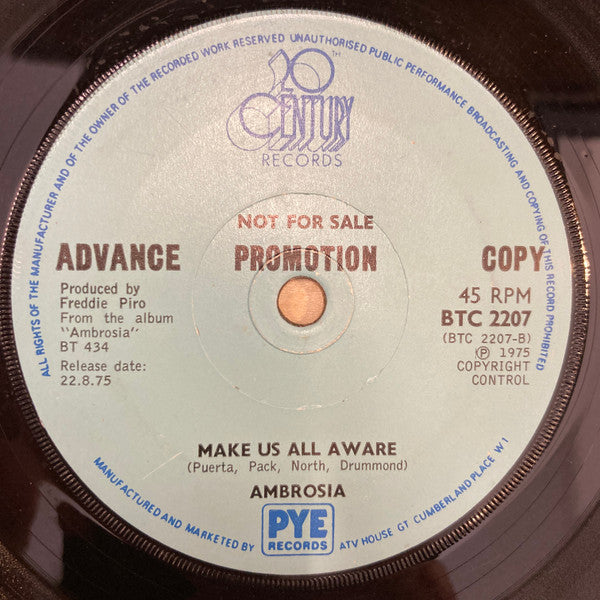 ALL RIGHTS OF THE MANUFACTURER AND OF THE OWNER OF THE RECORDED WORK RESERVED UNAUTHORISED PUBLIC PERFORMANCE BROADCASTING AND COPYING OF THIS RECORD PROHIBITED
20™
CENTURY
RECORDS
NOT FOR SALE
ADVANCE PROMOTION COPY
Produced by
Freddie Piro
From the album
"Ambrosia"
BT 434
Release date:
22.8.75
45 RPM
BTC 2207
(BTC 2207-B)
Ⓟ 1975
COPYRIGHT
CONTROL
MAKE US ALL AWARE
(Puerta, Pack, North, Drummond)
AMBROSIA
PYE
RECORDS
MANUFACTURED AND MARKETED BY ATV HOUSE GT CUMBERLAND PLACE W1